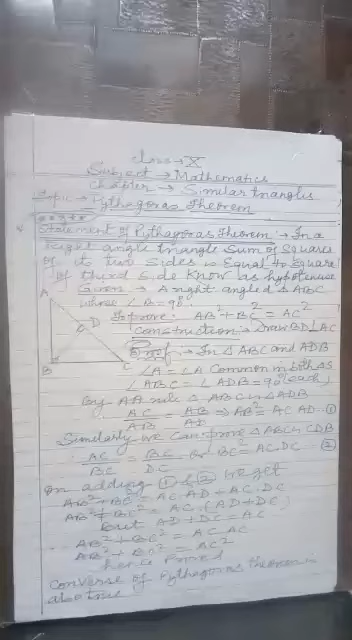 Class → X
Subject → Mathematics
Chapter → Similar triangles
Topic → Pythagoras Theorem
Statement of Pythagoras Theorem → In a
right angle triangle Sum of Squares
of its two sides is Equal to Square
of third side Know as hypotenuse
Given → A right angled △ ABC
whose ∠B = 90°
To prove: AB² + BC² = AC²
Construction → Draw BD ⊥ AC
Proof → In △ ABC and ADB
∠A = ∠A Common in both △s
∠ABC = ∠ADB = 90° (each)
By AA rule △ ABC ~ △ ADB
AC/AB = AB/AD ⇒ AB² = AC.AD - ①
Similarly we can prove △ ABC ~ CDB
AC/BC = BC/DC or BC² = AC.DC - ②
on adding ① & ② we get
AB² + BC² = AC.AD + AC.DC
AB² + BC² = AC.(AD + DC)
but AD + DC = AC
AB² + BC² = AC.AC
AB² + BC² = AC²
hence Proved
Converse of Pythagoras theorem is
also true
A
D
B
C